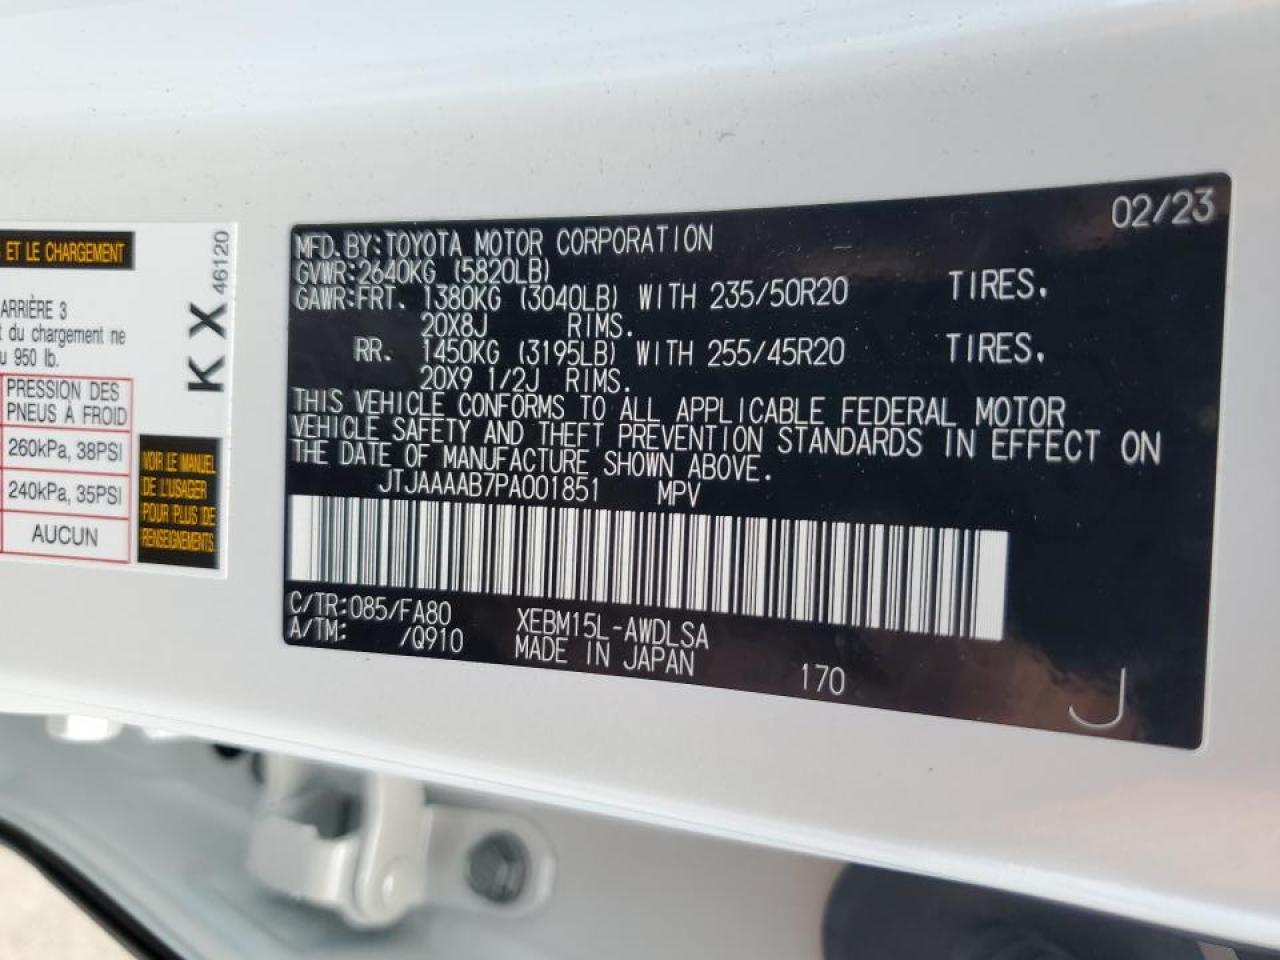 ET LE CHARGEMENT
ARRIÈRE 3
du chargement ne
950 lb.
PRESSION DES
PNEUS À FROID
260kPa, 38PSI
240kPa, 35PSI
AUCUN
KX
46120
VOIR LE MANUEL
DE L'USAGER
POUR PLUS DE
RENSEIGNEMENTS.
02/23
MFD.BY:TOYOTA MOTOR CORPORATION
GVWR:2640KG (5820LB)
GAWR:FRT. 1380KG (3040LB) WITH 235/50R20 TIRES,
20X8J RIMS.
RR. 1450KG (3195LB) WITH 255/45R20 TIRES,
20X9 1/2J RIMS.
THIS VEHICLE CONFORMS TO ALL APPLICABLE FEDERAL MOTOR
VEHICLE SAFETY AND THEFT PREVENTION STANDARDS IN EFFECT ON
THE DATE OF MANUFACTURE SHOWN ABOVE.
JTJAAAAB7PA001851 MPV
C/TR:085/FA80 XEBM15L-AWDLSA
A/TM: /Q910 MADE IN JAPAN 170
J